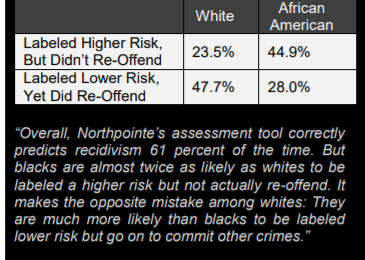 White African American
Labeled Higher Risk, But Didn't Re-Offend 23.5% 44.9%
Labeled Lower Risk, Yet Did Re-Offend 47.7% 28.0%
“Overall, Northpointe’s assessment tool correctly
predicts recidivism 61 percent of the time. But
blacks are almost twice as likely as whites to be
labeled a higher risk but not actually re-offend. It
makes the opposite mistake among whites: They
are much more likely than blacks to be labeled
lower risk but go on to commit other crimes.”